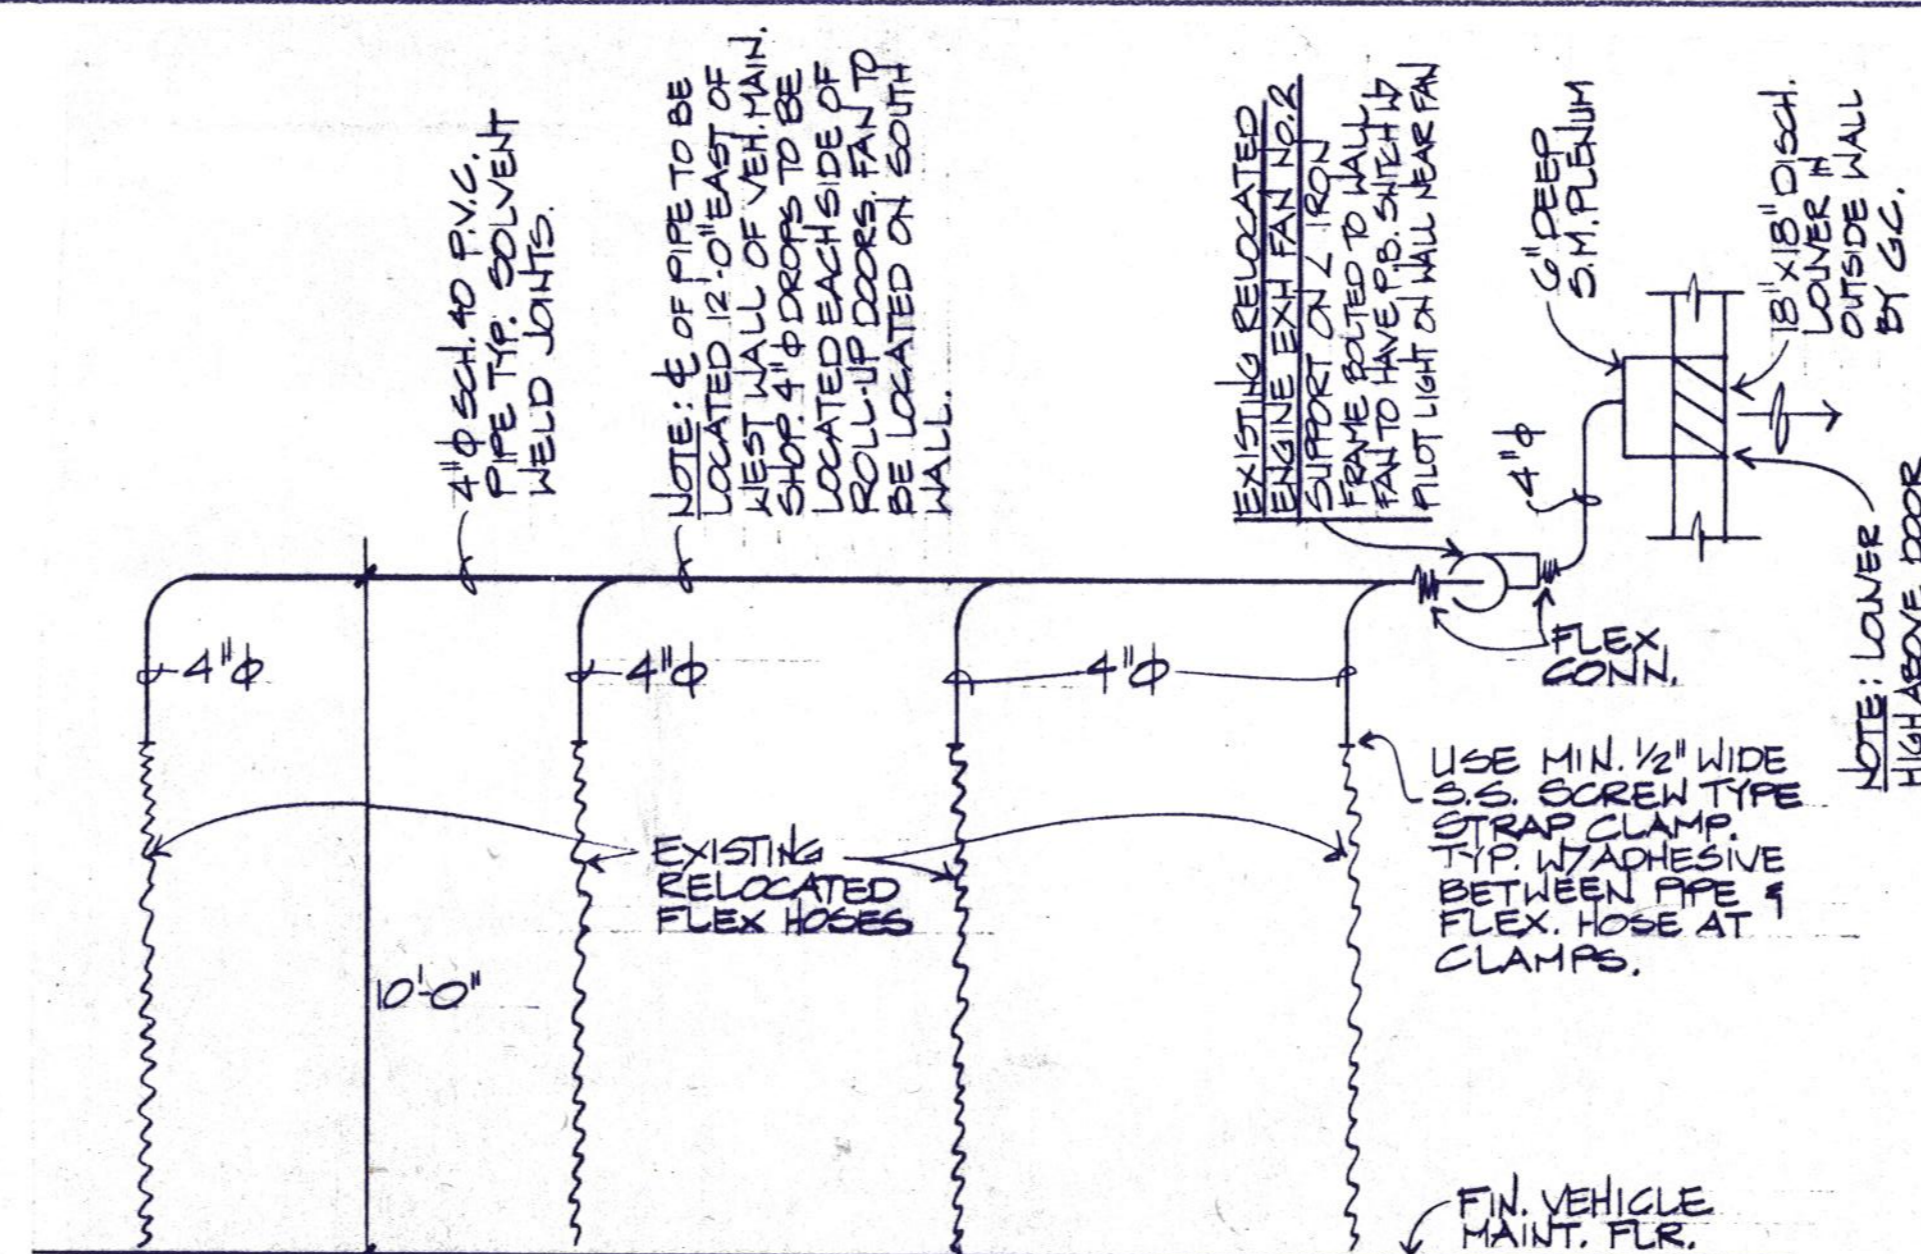 4"Φ SCH. 40 P.V.C.
PIPE TYP. SOLVENT
WELD JOINTS.
NOTE: ℄ OF PIPE TO BE
LOCATED 12'-0" EAST OF
WEST WALL OF VEH. MAIN.
SHOP. 4"Φ DROPS TO BE
LOCATED EACH SIDE OF
ROLL-UP DOORS. FAN TO
BE LOCATED ON SOUTH
WALL.
EXISTING RELOCATED
ENGINE EXH FAN NO. 2
SUPPORT ON ∠ IRON
FRAME BOLTED TO WALL
FAN TO HAVE P.B. SWITCH W/
PILOT LIGHT ON WALL NEAR FAN
6" DEEP
S.M. PLENUM
18"X18" DISCH.
LOUVER IN
OUTSIDE WALL
BY GC.
4"Φ
NOTE: LOUVER
HIGH ABOVE DOOR
4"Φ
4"Φ
4"Φ
FLEX
CONN.
USE MIN. 1/2" WIDE
S.S. SCREW TYPE
STRAP CLAMP.
TYP. W/ADHESIVE
BETWEEN PIPE &
FLEX. HOSE AT
CLAMPS.
EXISTING
RELOCATED
FLEX HOSES
10'-0"
FIN. VEHICLE
MAINT. FLR.